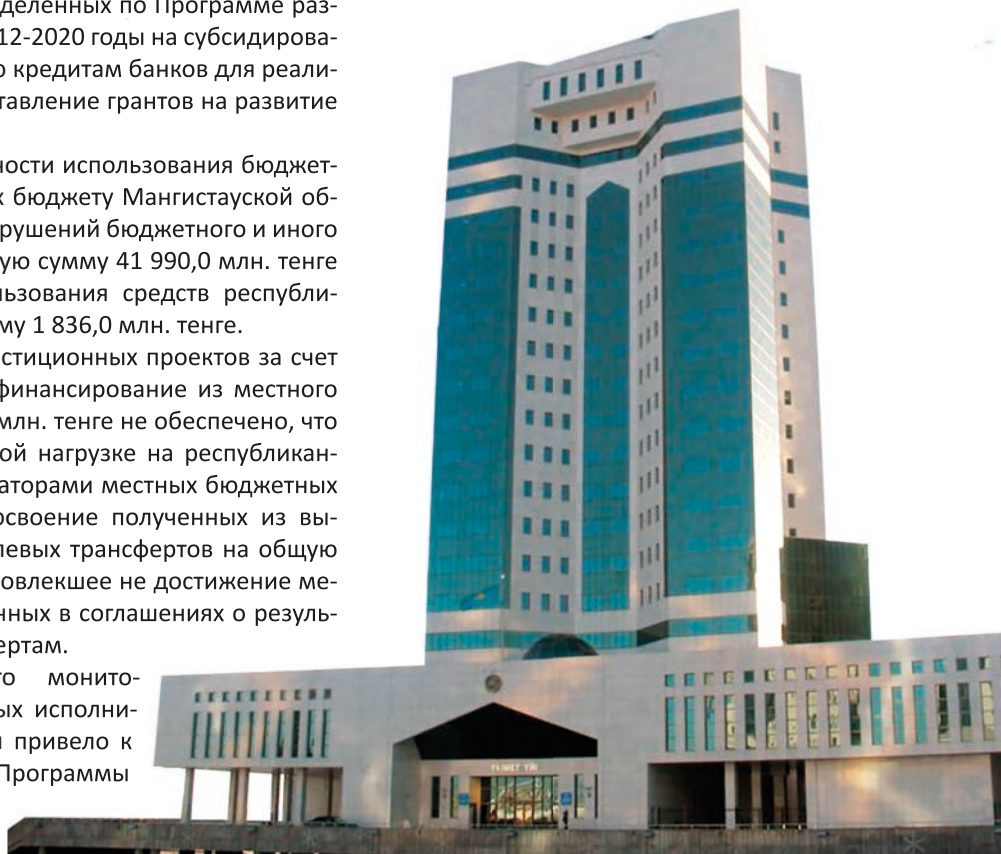 деленных по Программе раз-
12-2020 годы на субсидирова-
о кредитам банков для реали-
тавление грантов на развитие
ности использования бюджет-
х бюджету Мангистауской об-
рушений бюджетного и иного
ую сумму 41 990,0 млн. тенге
льзования средств республи-
му 1 836,0 млн. тенге.
стиционных проектов за счет
финансирование из местного
млн. тенге не обеспечено, что
ой нагрузке на республикан-
аторами местных бюджетных
освоение полученных из вы-
левых трансфертов на общую
овлекшее не достижение ме-
нных в соглашениях о резуль-
ертам.
го монито-
ых исполни-
привело к
Программы
ҮКІМЕТ ҮЙІ